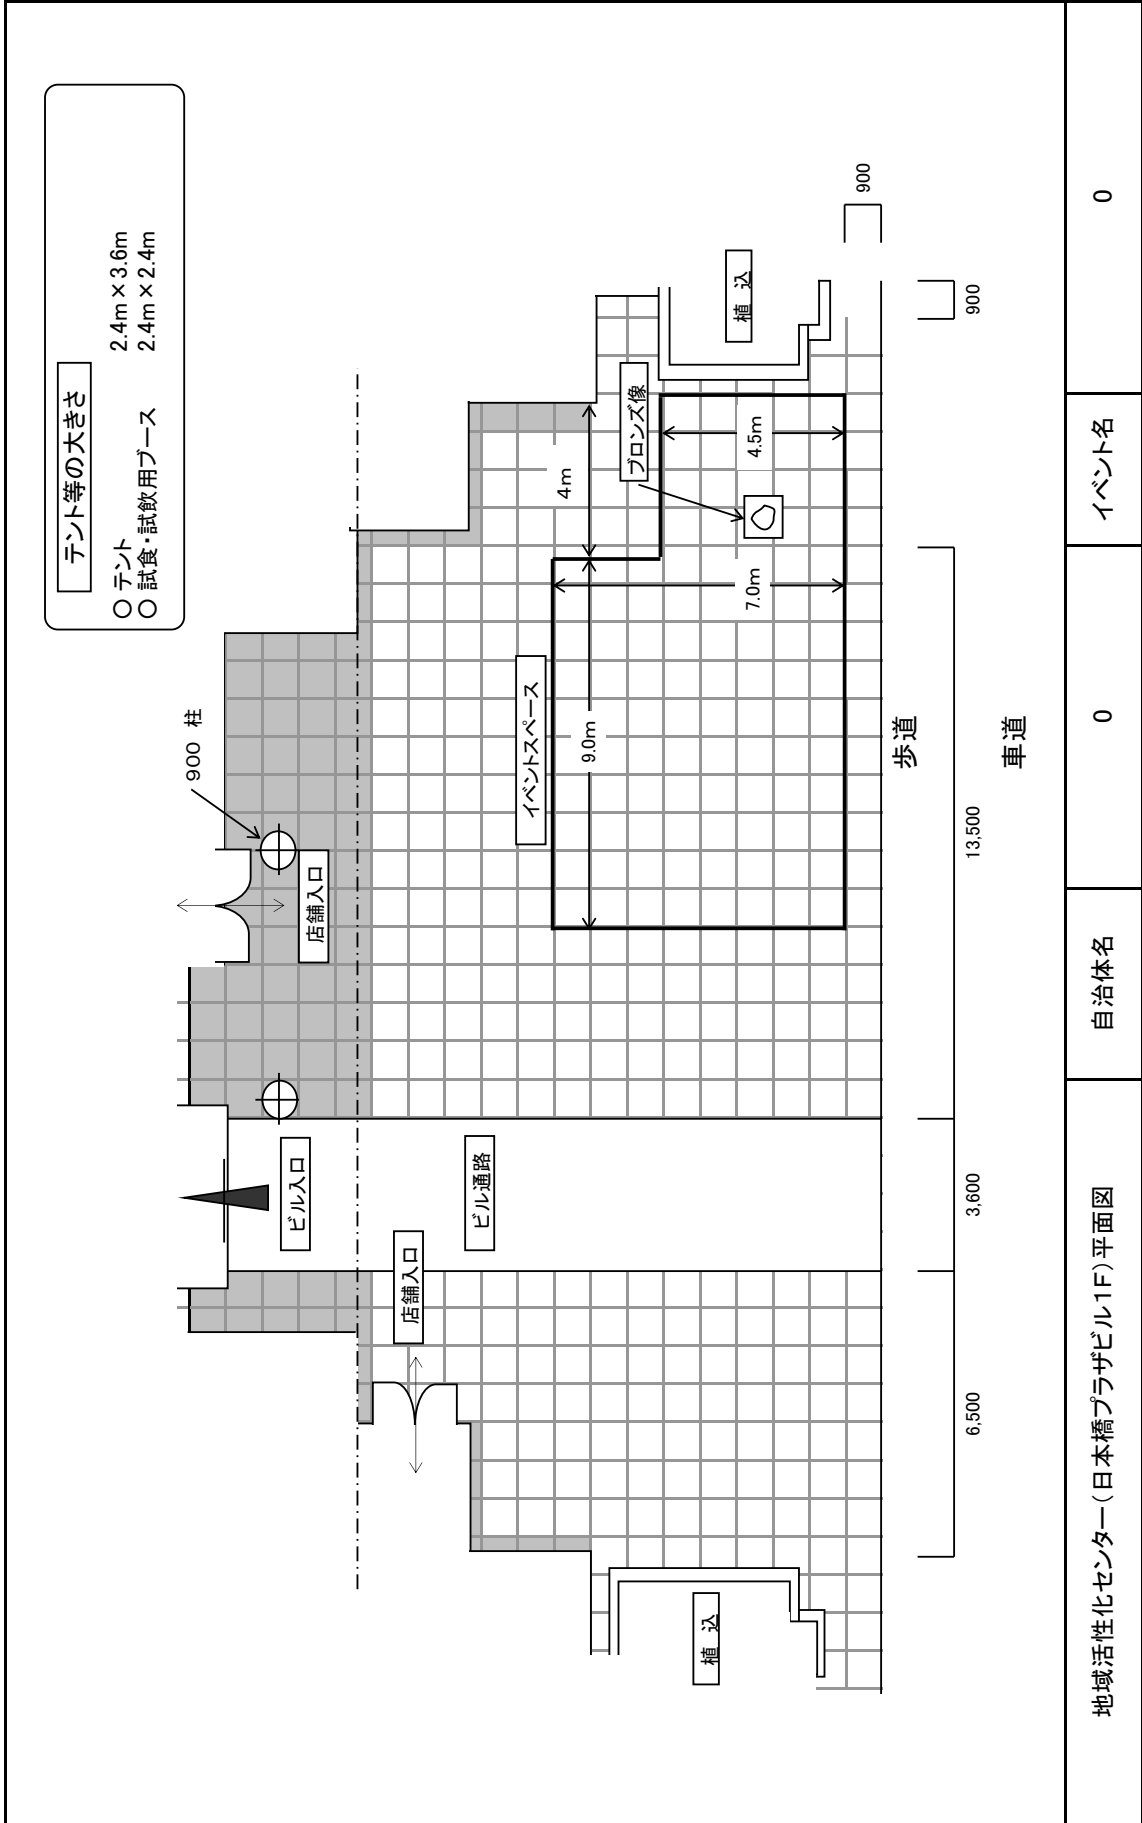 テント等の大きさ
○ テント 2.4m×3.6m
○ 試食・試飲用ブース 2.4m×2.4m
900 柱
店舗入口
ビル入口
店舗入口
ビル通路
イベントスペース
4m
9.0m
ブロンズ像
4.5m
7.0m
植 込
植 込
900
900
歩道
車道
6,500
3,600
13,500
地域活性化センター(日本橋プラザビル1F)平面図
自治体名
0
イベント名
0